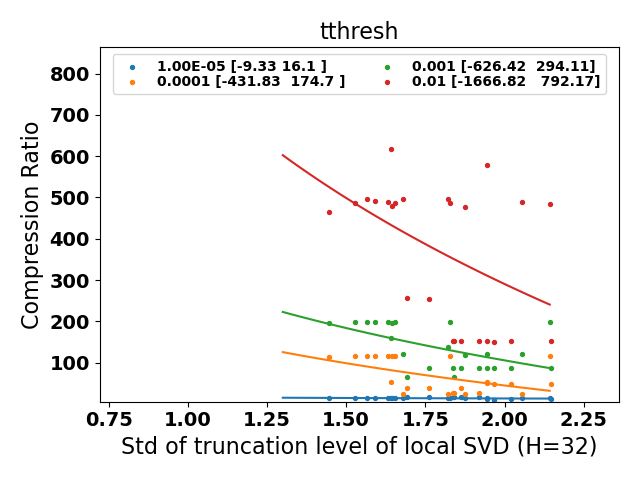 tthresh
1.00E-05 [-9.33 16.1 ]
0.0001 [-431.83  174.7 ]
0.001 [-626.42  294.11]
0.01 [-1666.82   792.17]
Compression Ratio
800
700
600
500
400
300
200
100
0.75 1.00 1.25 1.50 1.75 2.00 2.25
Std of truncation level of local SVD (H=32)